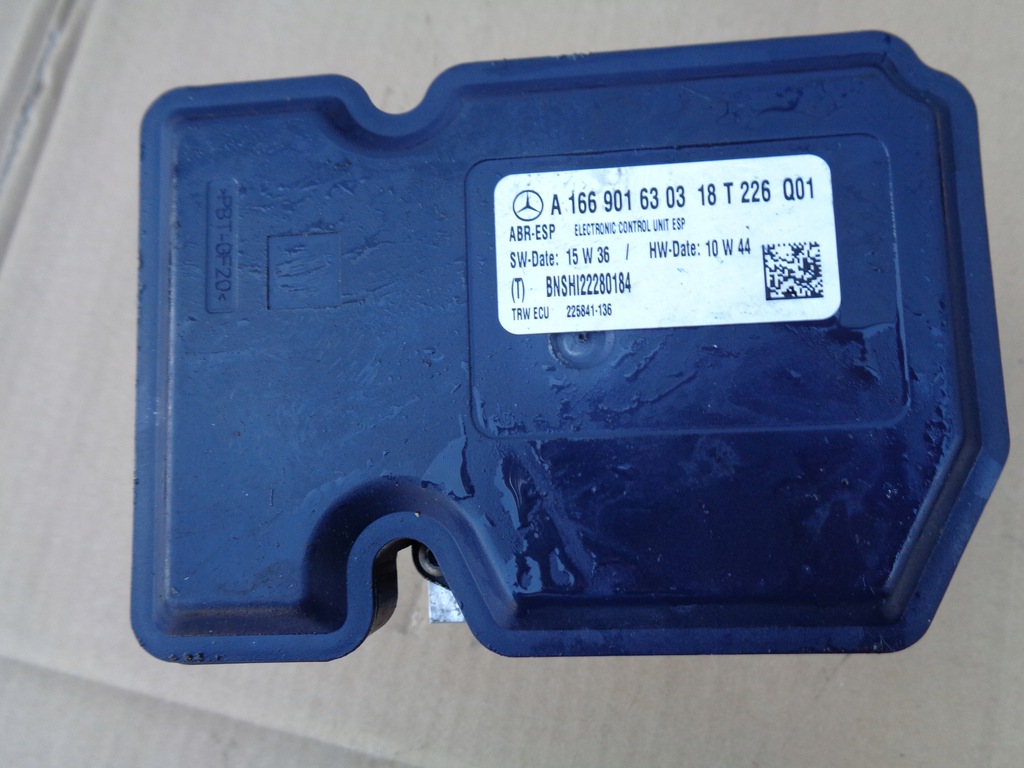 >PBT-GF20<
A 166 901 63 03 18 T 226 Q01
ABR-ESP ELECTRONIC CONTROL UNIT ESP
SW-Date: 15 W 36 / HW-Date: 10 W 44
(T) BNSHI22280184
TRW ECU 225841-136